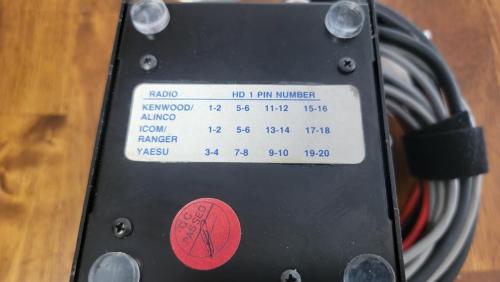 RADIO HD 1 PIN NUMBER
KENWOOD/ 1-2 5-6 11-12 15-16
ALINCO
ICOM/ 1-2 5-6 13-14 17-18
RANGER
YAESU 3-4 7-8 9-10 19-20
Q.C.
PASSED